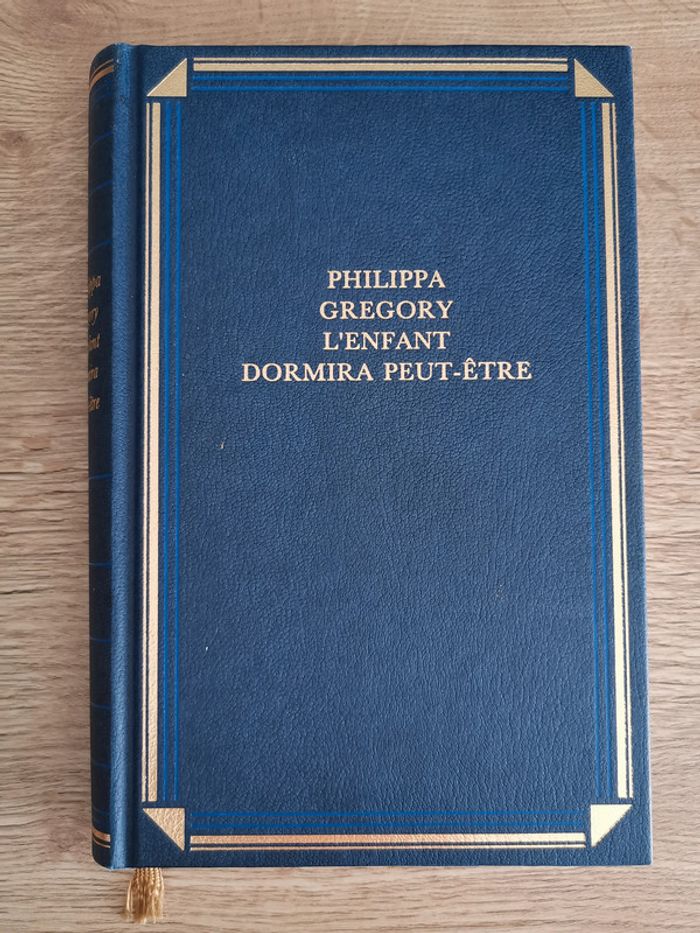 PHILIPPA
GREGORY
L'ENFANT
DORMIRA PEUT-ÊTRE